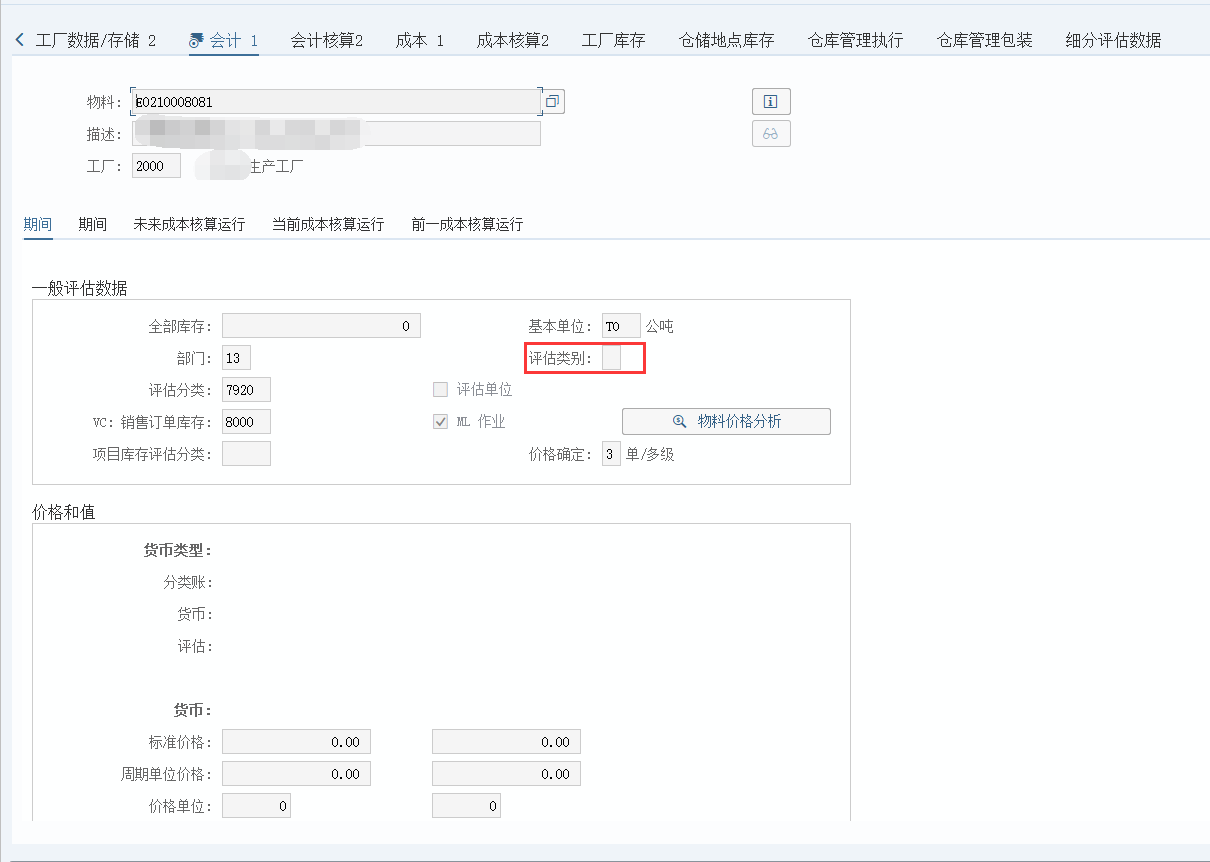 工厂数据/存储 2 会计 1 会计核算2 成本 1 成本核算2 工厂库存 仓储地点库存 仓库管理执行 仓库管理包装 细分评估数据
物料: E0210008081
描述:
工厂: 2000 生产工厂
期间 期间 未来成本核算运行 当前成本核算运行 前一成本核算运行
一般评估数据
全部库存: 0 基本单位: TO 公吨
部门: 13 评估类别:
评估分类: 7920 评估单位
VC: 销售订单库存: 8000 ML 作业 物料价格分析
项目库存评估分类: 价格确定: 3 单/多级
价格和值
货币类型:
分类账:
货币:
评估:
货币:
标准价格: 0.00 0.00
周期单位价格: 0.00 0.00
价格单位: 0 0